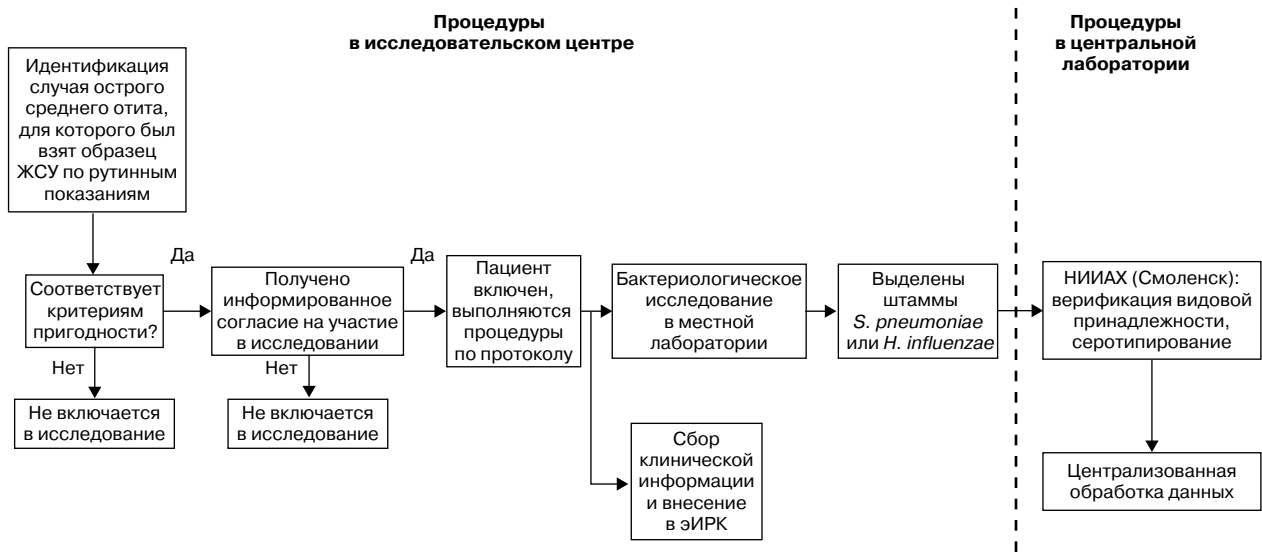 Процедуры
в исследовательском центре
Процедуры
в центральной
лаборатории
Идентификация
случая острого
среднего отита,
для которого был
взят образец
ЖСУ по рутинным
показаниям
Соответствует
критериям
пригодности?
Да
Нет
Не включается
в исследование
Получено
информированное
согласие на участие
в исследовании
Да
Нет
Не включается
в исследование
Пациент
включен,
выполняются
процедуры
по протоколу
Бактериологическое
исследование
в местной
лаборатории
Сбор
клинической
информации
и внесение
в эИРК
Выделены
штаммы
S. pneumoniae
или H. influenzae
НИИАХ (Смоленск):
верификация видовой
принадлежности,
серотипирование
Централизованная
обработка данных